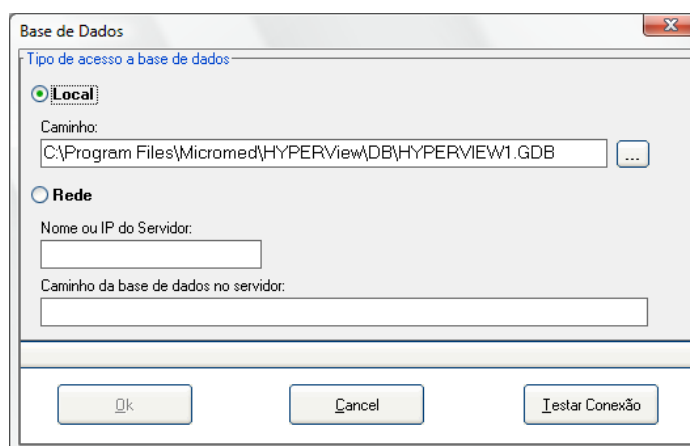 Base de Dados
Tipo de acesso a base de dados
Local
Caminho:
C:\Program Files\Micromed\HYPERView\DB\HYPERVIEW1.GDB
...
Rede
Nome ou IP do Servidor:
Caminho da base de dados no servidor:
Ok Cancel Testar Conexão